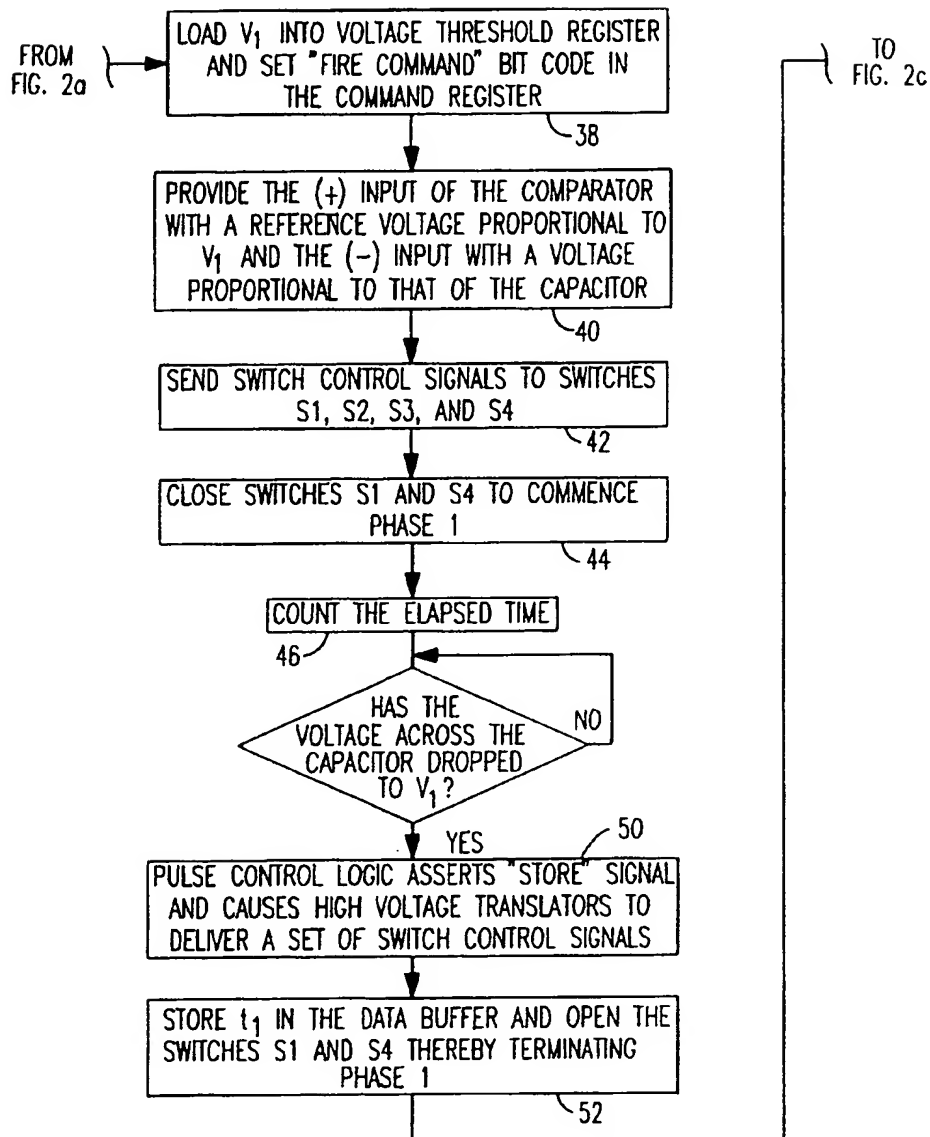 FROM
FIG. 2a
LOAD V1 INTO VOLTAGE THRESHOLD REGISTER
AND SET "FIRE COMMAND" BIT CODE IN
THE COMMAND REGISTER
38
TO
FIG. 2c
PROVIDE THE (+) INPUT OF THE COMPARATOR
WITH A REFERENCE VOLTAGE PROPORTIONAL TO
V1 AND THE (-) INPUT WITH A VOLTAGE
PROPORTIONAL TO THAT OF THE CAPACITOR
40
SEND SWITCH CONTROL SIGNALS TO SWITCHES
S1, S2, S3, AND S4
42
CLOSE SWITCHES S1 AND S4 TO COMMENCE
PHASE 1
44
COUNT THE ELAPSED TIME
46
HAS THE
VOLTAGE ACROSS THE
CAPACITOR DROPPED
TO V1?
NO
YES
50
PULSE CONTROL LOGIC ASSERTS "STORE" SIGNAL
AND CAUSES HIGH VOLTAGE TRANSLATORS TO
DELIVER A SET OF SWITCH CONTROL SIGNALS
STORE t1 IN THE DATA BUFFER AND OPEN THE
SWITCHES S1 AND S4 THEREBY TERMINATING
PHASE 1
52